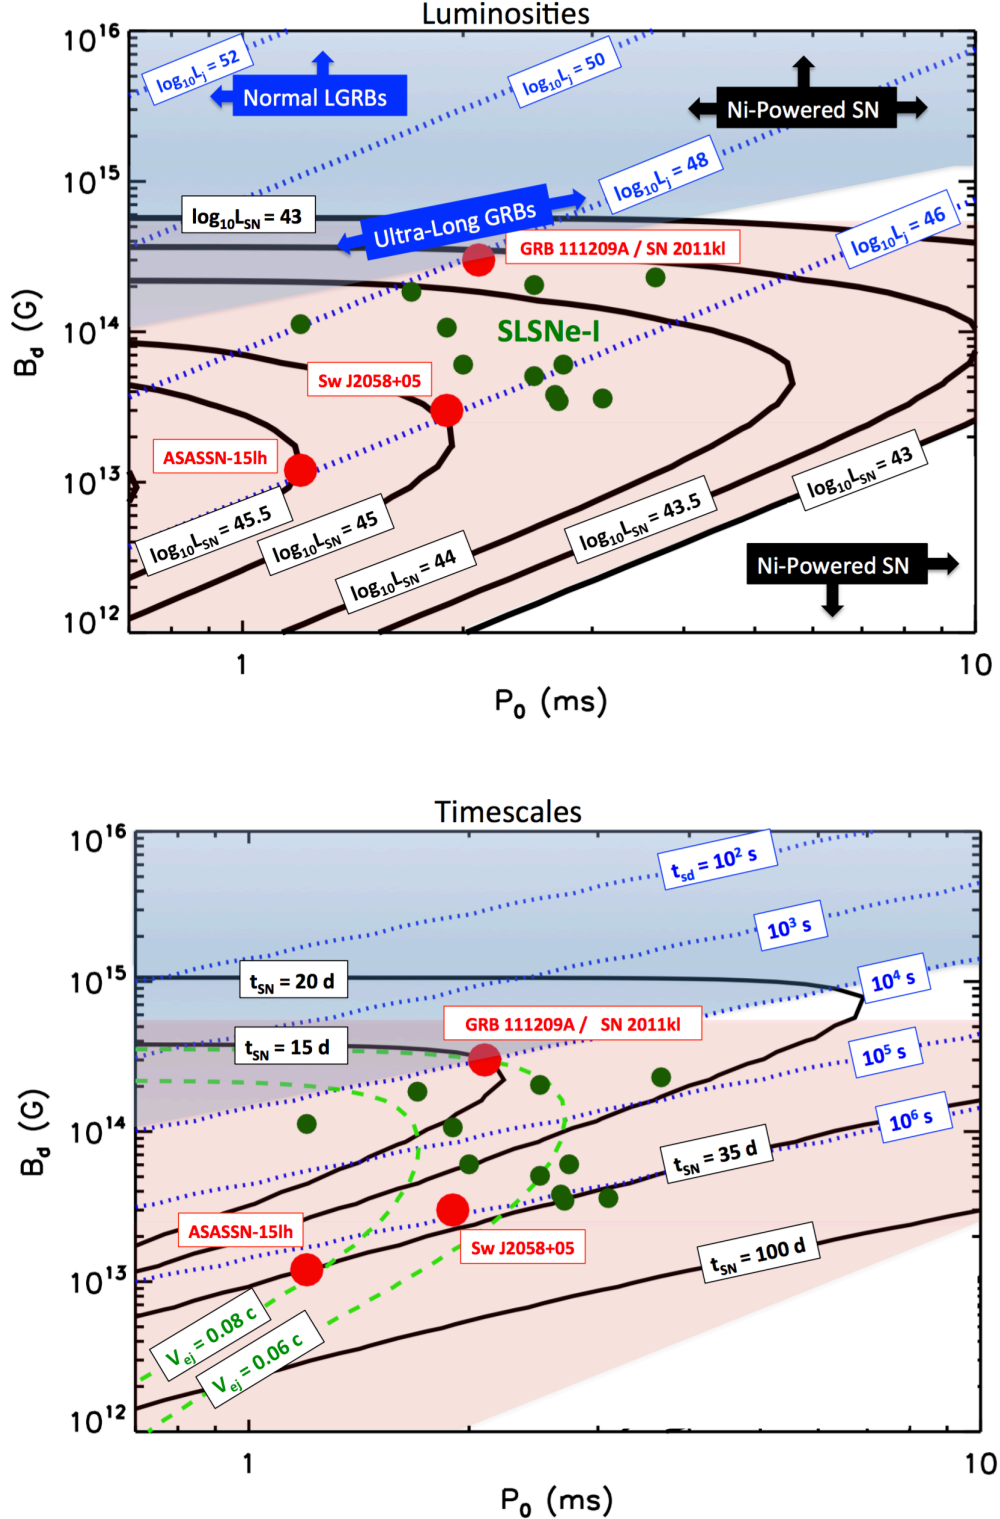 Luminosities
10^16
log10Lj = 52
log10Lj = 50
Normal LGRBs
Ni-Powered SN
10^15
log10Lj = 48
log10LSN = 43
Ultra-Long GRBs
log10Lj = 46
GRB 111209A / SN 2011kl
Bd (G)
10^14
SLSNe-I
Sw J2058+05
ASASSN-15lh
10^13
log10LSN = 43
log10LSN = 45.5
log10LSN = 45
log10LSN = 43.5
log10LSN = 44
Ni-Powered SN
10^12
1
10
P0 (ms)
Timescales
10^16
tsd = 10^2 s
10^3 s
10^15
tSN = 20 d
10^4 s
GRB 111209A / SN 2011kl
tSN = 15 d
10^5 s
Bd (G)
10^14
10^6 s
tSN = 35 d
ASASSN-15lh
Sw J2058+05
tSN = 100 d
10^13
Vej = 0.08 c
Vej = 0.06 c
10^12
1
10
P0 (ms)